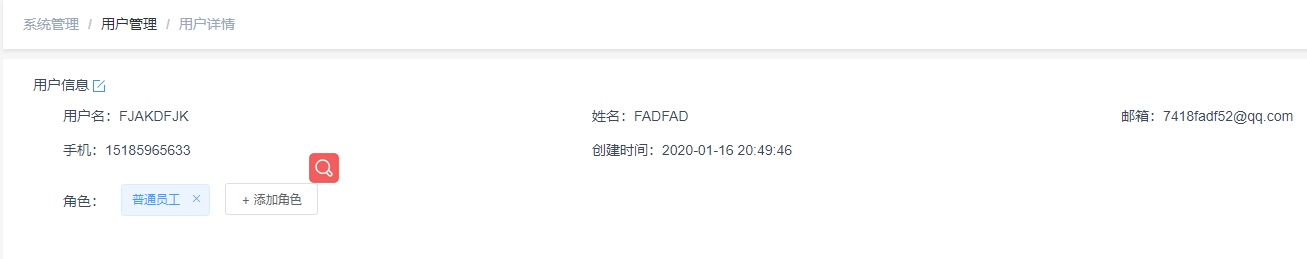 系统管理 / 用户管理 / 用户详情
用户信息
用户名：FJAKDFJK 姓名：FADFAD 邮箱：7418fadf52@qq.com
手机：15185965633 创建时间：2020-01-16 20:49:46
角色： 普通员工 × + 添加角色